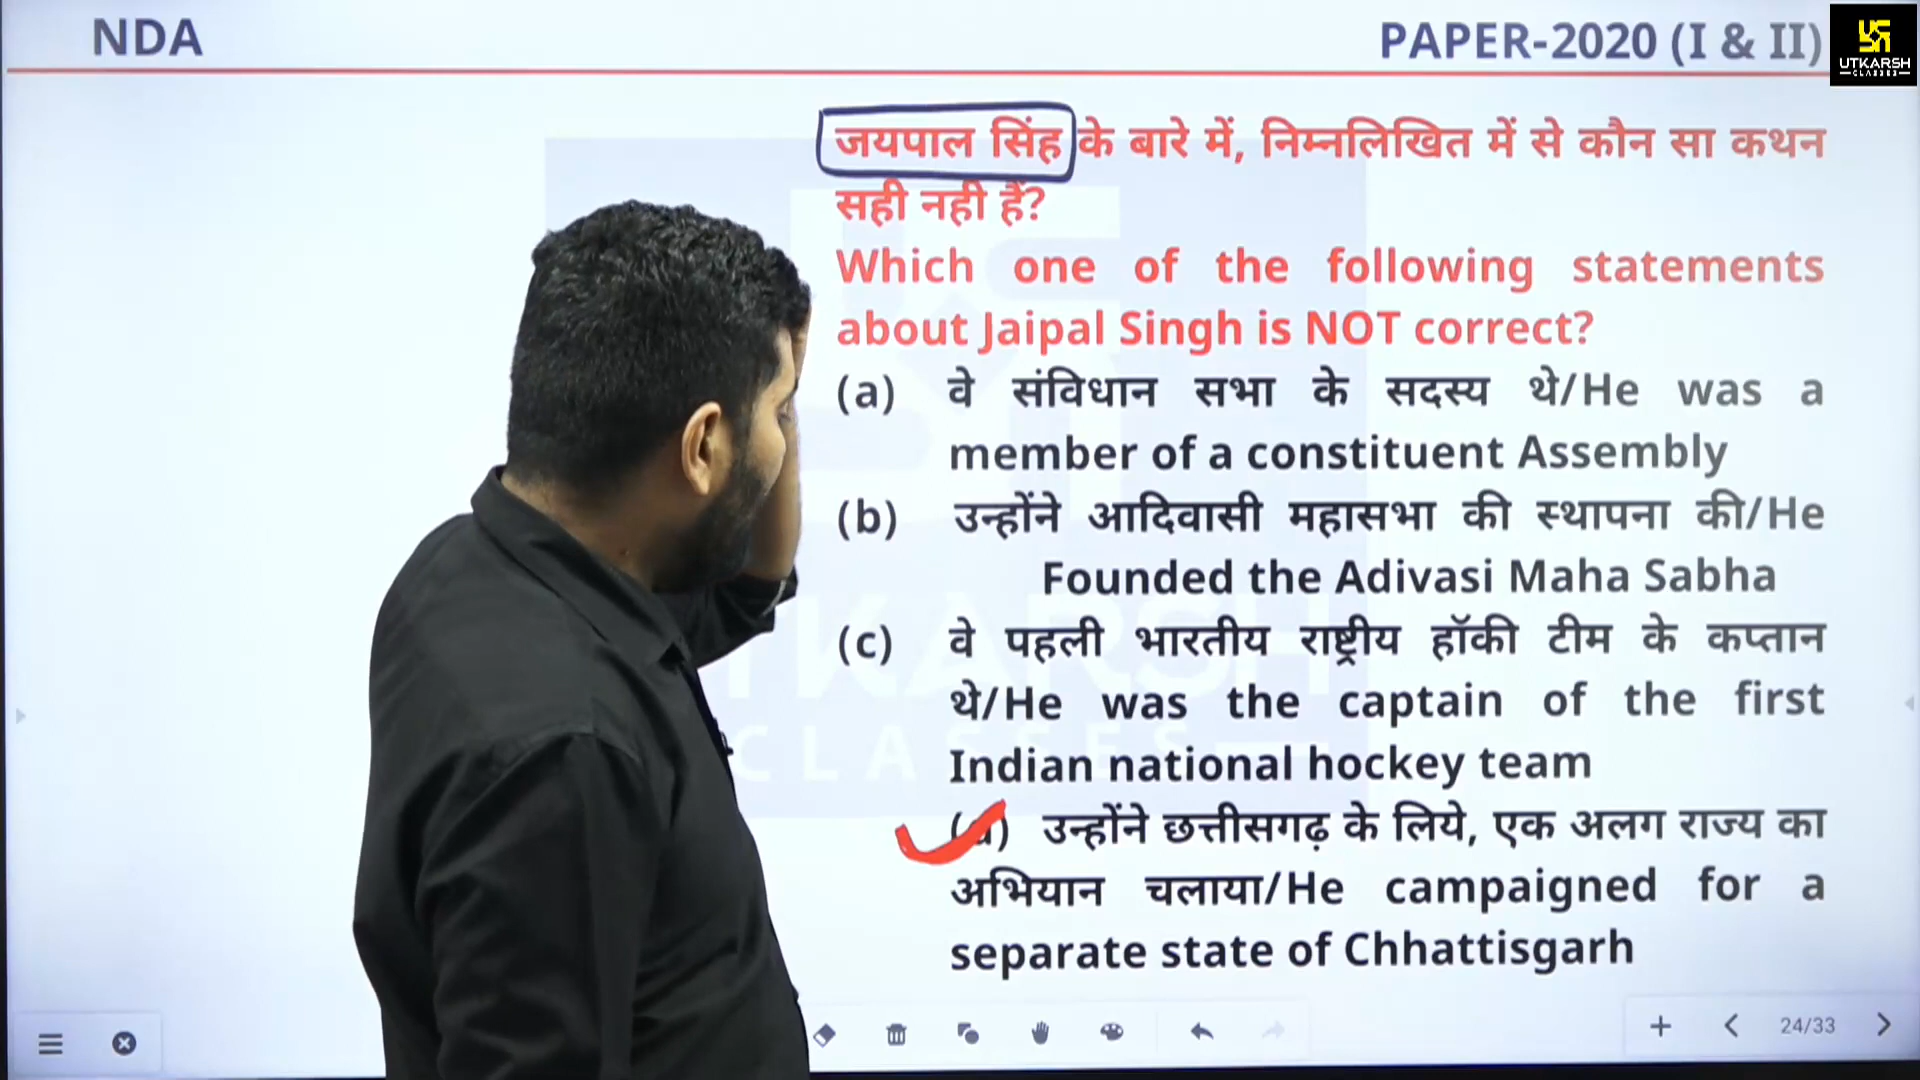 NDA
PAPER-2020 (I & II)
UTKARSH
CLASSES
जयपाल सिंह के बारे में, निम्नलिखित में से कौन सा कथन
सही नही हैं?
Which one of the following statements
about Jaipal Singh is NOT correct?
(a) वे संविधान सभा के सदस्य थे/He was a
member of a constituent Assembly
(b) उन्होंने आदिवासी महासभा की स्थापना की/He
Founded the Adivasi Maha Sabha
(c) वे पहली भारतीय राष्ट्रीय हॉकी टीम के कप्तान
थे/He was the captain of the first
Indian national hockey team
(d) उन्होंने छत्तीसगढ़ के लिये, एक अलग राज्य का
अभियान चलाया/He campaigned for a
separate state of Chhattisgarh
24/33